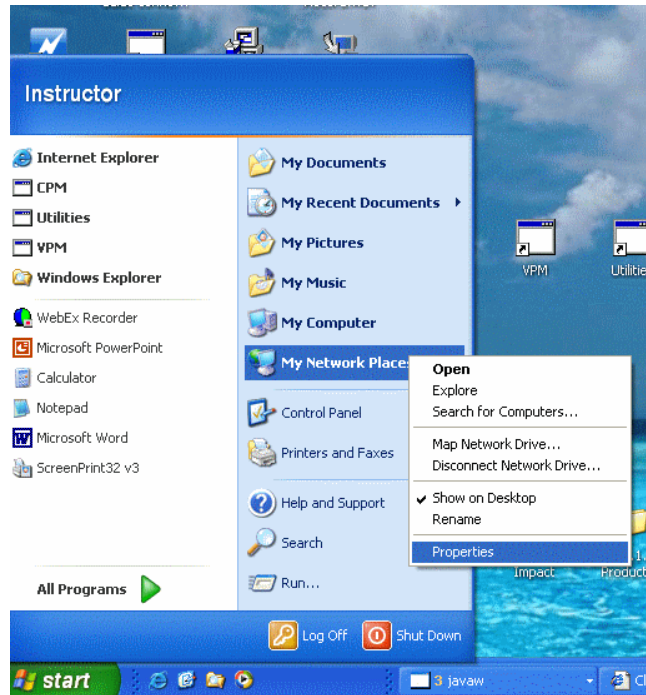 Instructor
Internet Explorer
CPM
Utilities
VPM
Windows Explorer
WebEx Recorder
Microsoft PowerPoint
Calculator
Notepad
Microsoft Word
ScreenPrint32 v3
All Programs
My Documents
My Recent Documents
My Pictures
My Music
My Computer
My Network Place
Control Panel
Printers and Faxes
Help and Support
Search
Run...
Open
Explore
Search for Computers...
Map Network Drive...
Disconnect Network Drive...
Show on Desktop
Rename
Properties
VPM
Utilitie
Impact
Product
Log Off
Shut Down
start
3 javaw